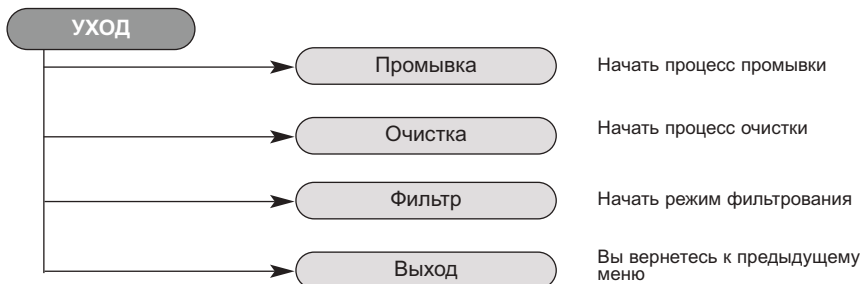 УХОД
Промывка
Начать процесс промывки
Очистка
Начать процесс очистки
Фильтр
Начать режим фильтрования
Выход
Вы вернетесь к предыдущему
меню